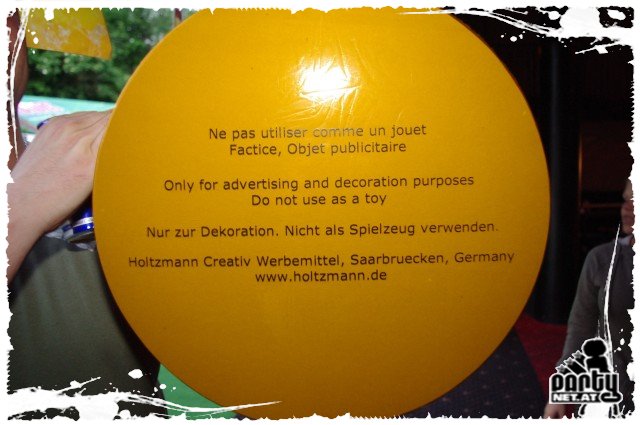 Ne pas utiliser comme un jouet
Factice, Objet publicitaire
Only for advertising and decoration purposes
Do not use as a toy
Nur zur Dekoration. Nicht als Spielzeug verwenden.
Holtzmann Creativ Werbemittel, Saarbruecken, Germany
www.holtzmann.de
party
NET.AT